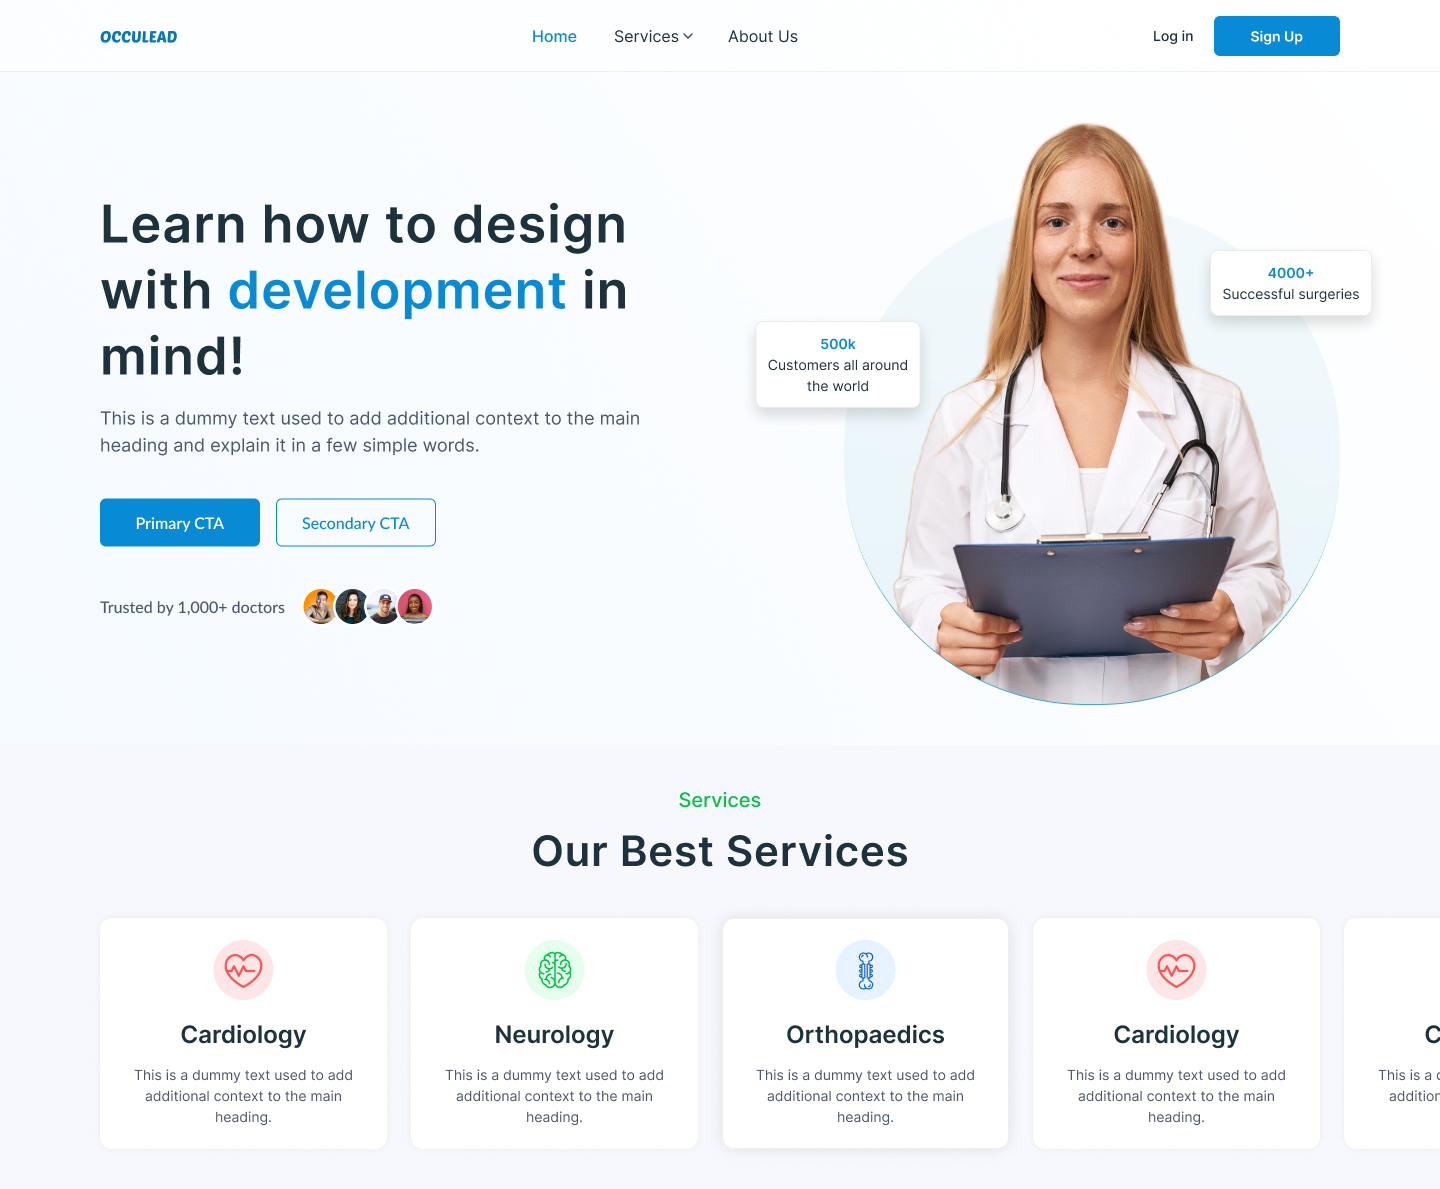 OCCULEAD
Home
Services
About Us
Log in
Sign Up
Learn how to design
with development in
mind!
This is a dummy text used to add additional context to the main
heading and explain it in a few simple words.
Primary CTA
Secondary CTA
Trusted by 1,000+ doctors
4000+
Successful surgeries
500k
Customers all around
the world
Services
Our Best Services
Cardiology
This is a dummy text used to add
additional context to the main
heading.
Neurology
This is a dummy text used to add
additional context to the main
heading.
Orthopaedics
This is a dummy text used to add
additional context to the main
heading.
Cardiology
This is a dummy text used to add
additional context to the main
heading.
C
This is a